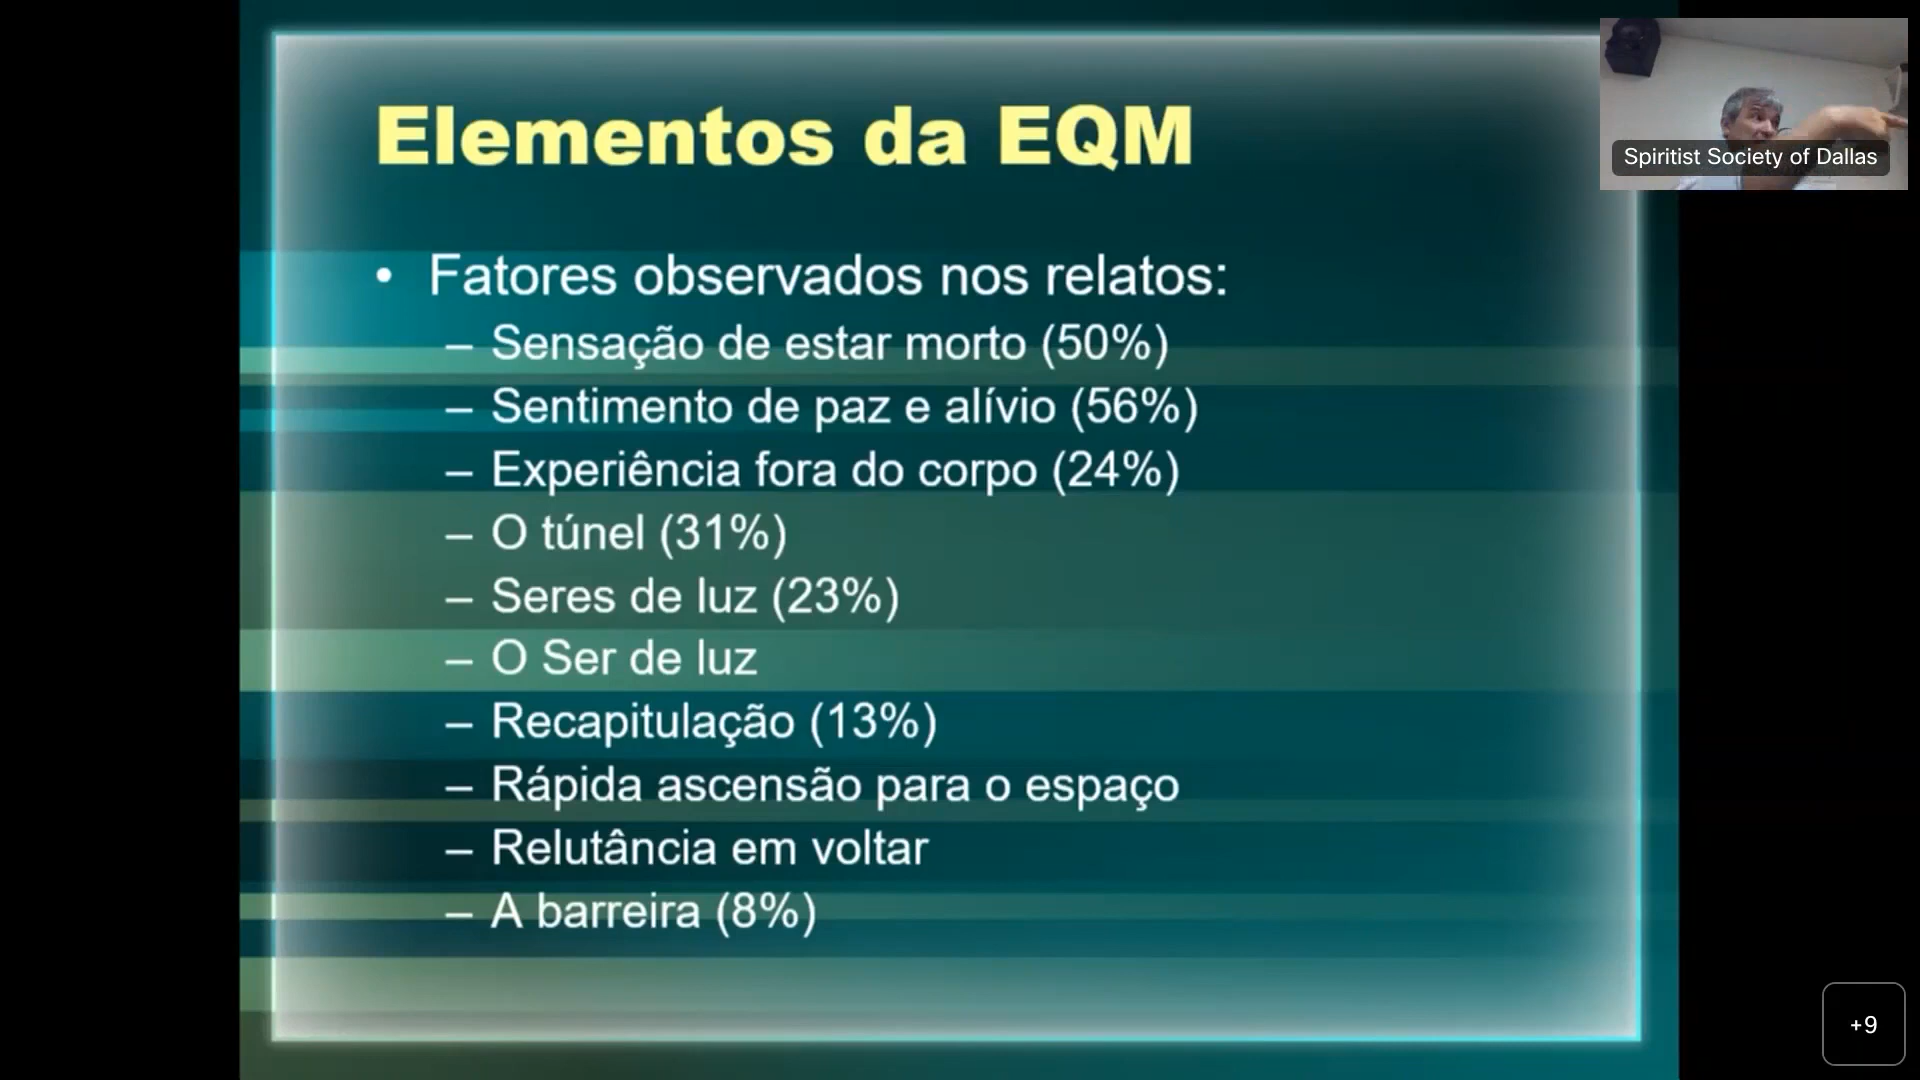 Elementos da EQM
Spiritist Society of Dallas
• Fatores observados nos relatos:
– Sensação de estar morto (50%)
– Sentimento de paz e alívio (56%)
– Experiência fora do corpo (24%)
– O túnel (31%)
– Seres de luz (23%)
– O Ser de luz
– Recapitulação (13%)
– Rápida ascensão para o espaço
– Relutância em voltar
– A barreira (8%)
+9